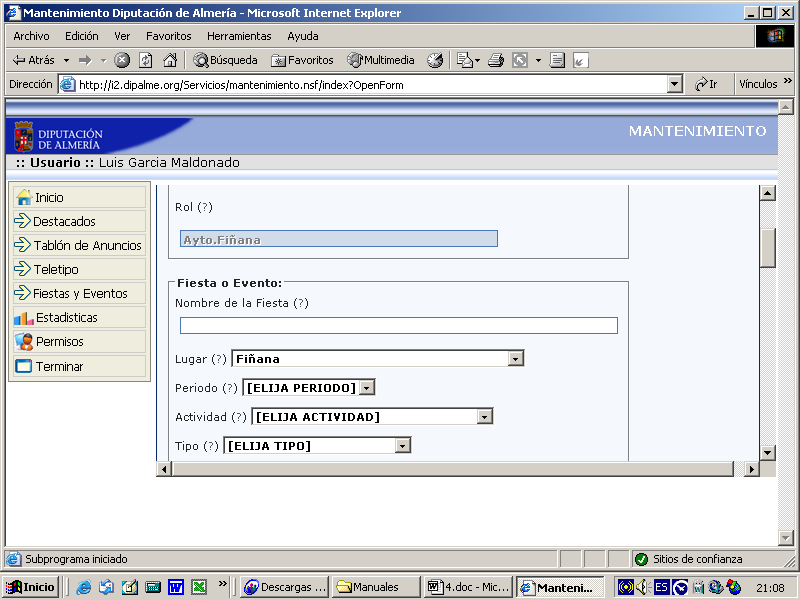 Mantenimiento Diputación de Almería - Microsoft Internet Explorer
Archivo Edición Ver Favoritos Herramientas Ayuda
Atrás Búsqueda Favoritos Multimedia
Dirección http://i2.dipalme.org/Servicios/mantenimiento.nsf/index?OpenForm Ir Vínculos »
DIPUTACIÓN
DE ALMERÍA
MANTENIMIENTO
:: Usuario :: Luis Garcia Maldonado
Inicio
Destacados
Tablón de Anuncios
Teletipo
Fiestas y Eventos
Estadisticas
Permisos
Terminar
Rol (?)
Ayto.Fiñana
Fiesta o Evento:
Nombre de la Fiesta (?)
Lugar (?) Fiñana
Periodo (?) [ELIJA PERIODO]
Actividad (?) [ELIJA ACTIVIDAD]
Tipo (?) [ELIJA TIPO]
Subprograma iniciado Sitios de confianza
Inicio » Descargas ... Manuales 4.doc - Mic... Manteni... ES 21:08